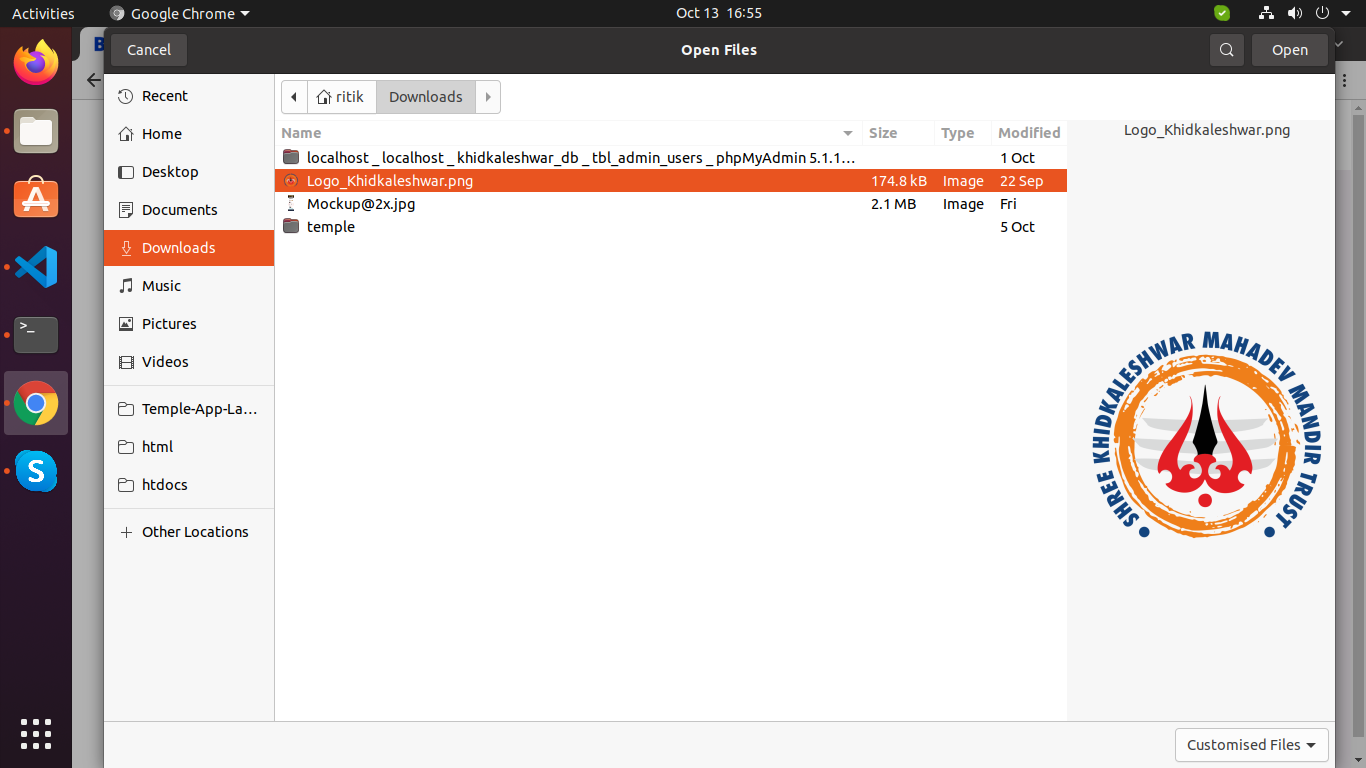 Activities
Google Chrome
Oct 13 16:55
Cancel
Open Files
Open
Recent
Home
Desktop
Documents
Downloads
Music
Pictures
Videos
Temple-App-La...
html
htdocs
Other Locations
ritik
Downloads
Name Size Type Modified
localhost _ localhost _ khidkaleshwar_db _ tbl_admin_users _ phpMyAdmin 5.1.1... 1 Oct
Logo_Khidkaleshwar.png 174.8 kB Image 22 Sep
Mockup@2x.jpg 2.1 MB Image Fri
temple 5 Oct
Logo_Khidkaleshwar.png
SHREE KHIDKALESHWAR MAHADEV MANDIR TRUST
Customised Files
>_
S
B